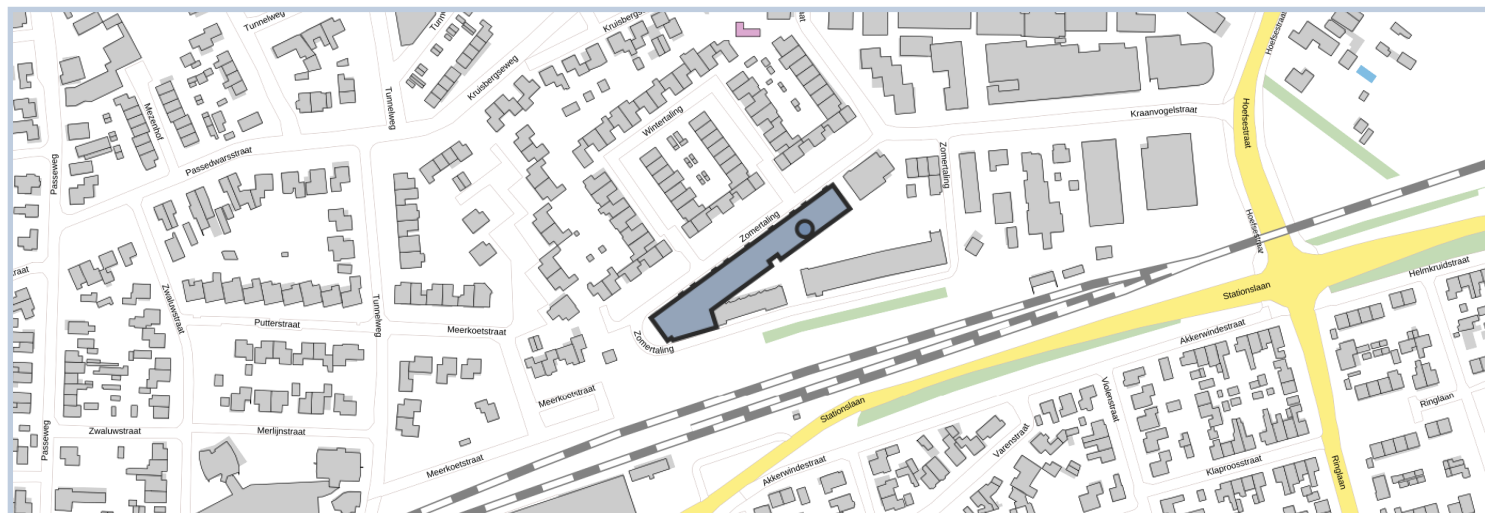 Tunnelweg
Kruisbergseweg
Mezenhof
Tunnelweg
Wintertaling
Kraanvogelstraat
Hoefsestraat
Hoefsestraat
Passeweg
Passedwarsstraat
Zomertaling
Zomertaling
Hoefsestraat
Zwaluwstraat
Tunnelweg
Putterstraat
Meerkoetstraat
Zomertaling
Stationslaan
Helmkruidstraat
Akkerwindestraat
Meerkoetstraat
Stationslaan
Violenstraat
Ringlaan
Passeweg
Zwaluwstraat
Merlijnstraat
Varenstraat
Meerkoetstraat
Akkerwindestraat
Klaproosstraat
Ringlaan